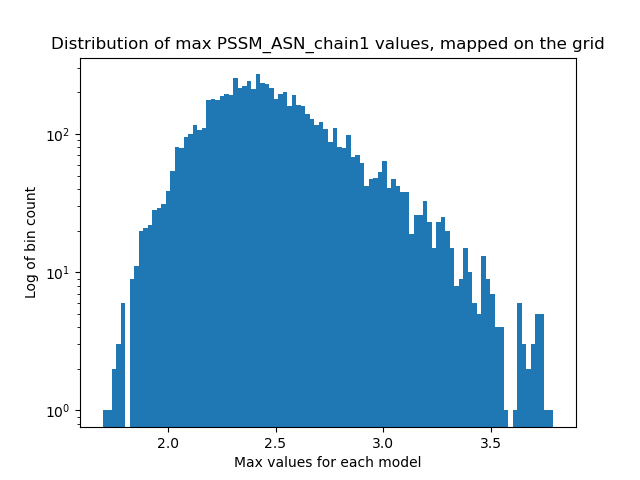 Distribution of max PSSM_ASN_chain1 values, mapped on the grid
Log of bin count
10²
10¹
10⁰
2.0 2.5 3.0 3.5
Max values for each model